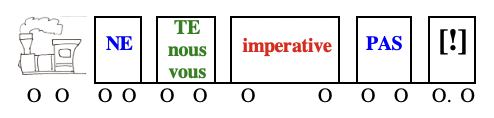 NE TE imperative PAS [!]
nous
vous
O O O O O O O O O O O. O